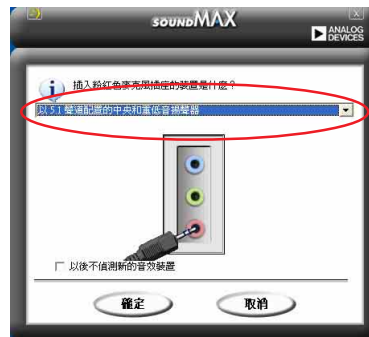 SOUNDMAX
ANALOG
DEVICES
插入粉紅色麥克風插座的裝置是什麼？
以 5.1 聲道配置的中央和重低音揚聲器
以後不偵測新的音效裝置
確定
取消